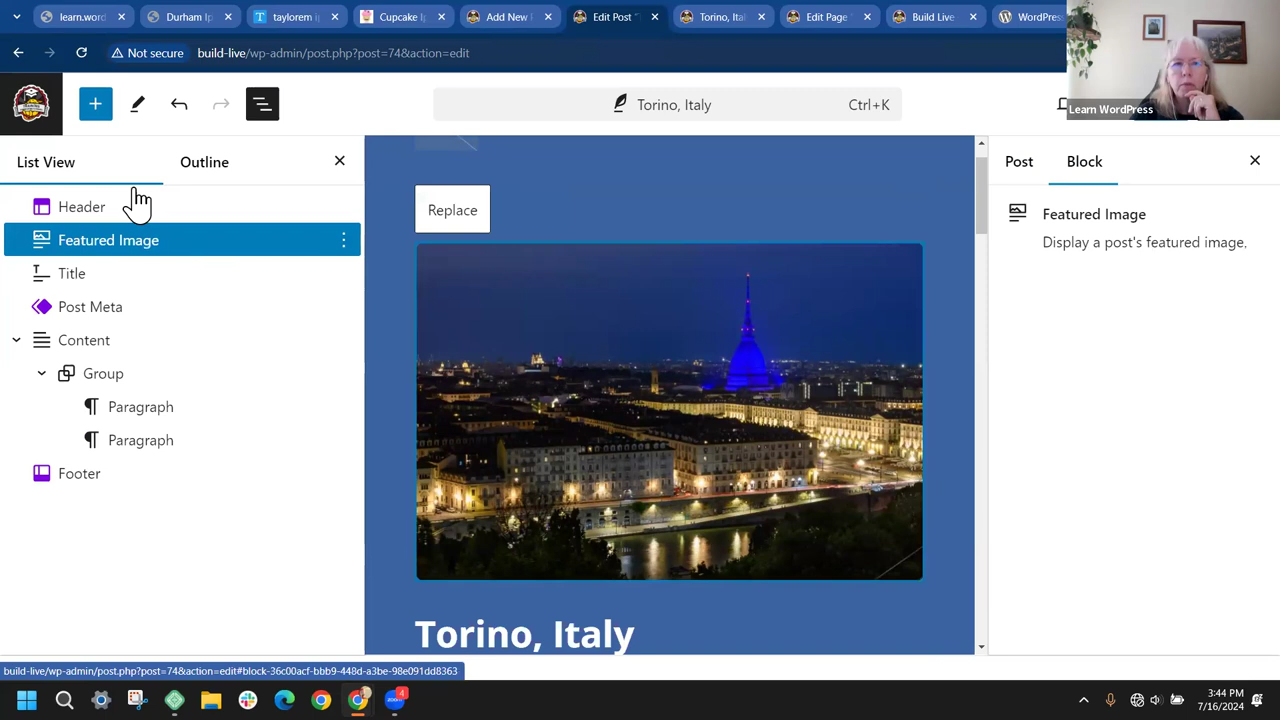 learn.word
Durham Ip
taylorem i
Cupcake Ip
Add New
Edit Post "
Torino, Ital
Edit Page
Build Live
WordPres
Not secure
build-live/wp-admin/post.php?post=74&action=edit
Learn WordPress
Torino, Italy
Ctrl+K
List View
Outline
Post
Block
Header
Replace
Featured Image
Featured Image
Display a post's featured image.
Title
Post Meta
Content
Group
Paragraph
Paragraph
Footer
Torino, Italy
build-live/wp-admin/post.php?post=74&action=edit#block-36c00acf-bbb9-448d-a3be-98e091dd8363
4
3:44 PM
7/16/2024